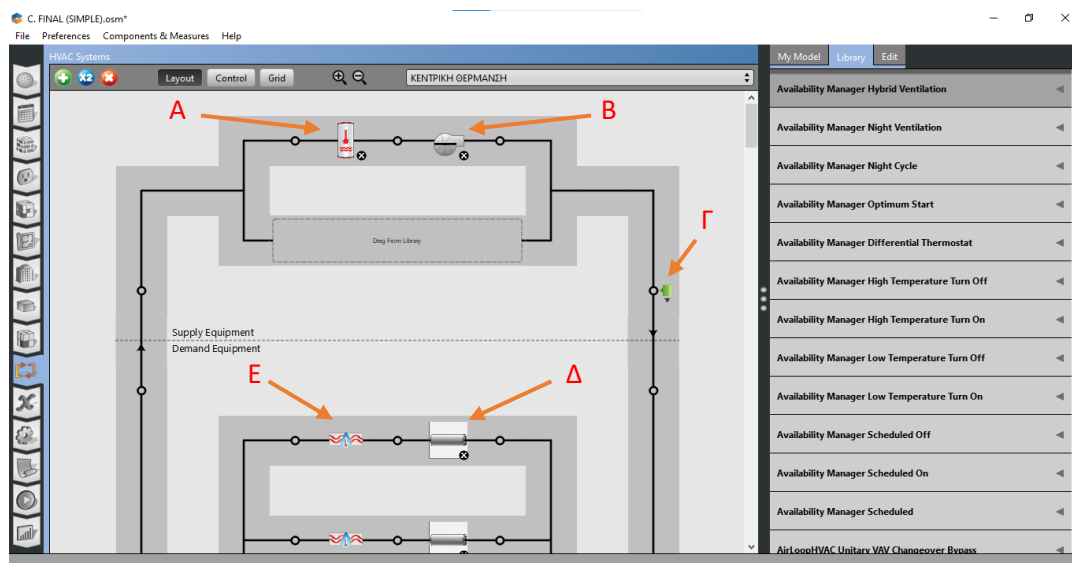 C. FINAL (SIMPLE).osm*
File Preferences Components & Measures Help
HVAC Systems
My Model Library Edit
X2
Layout Control Grid
ΚΕΝΤΡΙΚΗ ΘΕΡΜΑΝΣΗ
Α
Β
Drag From Library
Γ
Supply Equipment
Demand Equipment
Ε
Δ
Availability Manager Hybrid Ventilation
Availability Manager Night Ventilation
Availability Manager Night Cycle
Availability Manager Optimum Start
Availability Manager Differential Thermostat
Availability Manager High Temperature Turn Off
Availability Manager High Temperature Turn On
Availability Manager Low Temperature Turn Off
Availability Manager Low Temperature Turn On
Availability Manager Scheduled Off
Availability Manager Scheduled On
Availability Manager Scheduled
AirLoopHVAC Unitary VAV Changeover Bypass